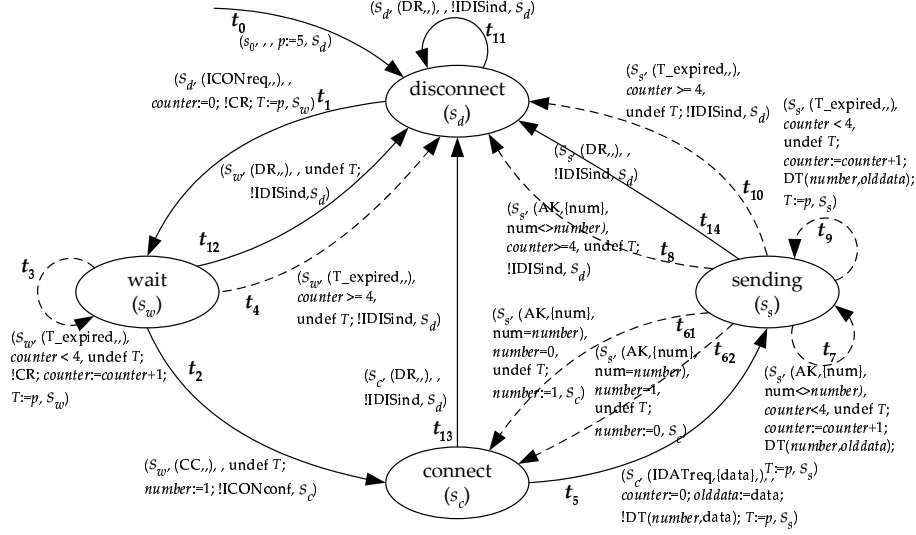 t0
(s0, , , p:=5, Sd)
(Sd, (DR,,), , !IDISind, Sd)
t11
disconnect
(sd)
(Sd, (ICONreq,,), ,
counter:=0; !CR; T:=p, Sw)
t1
(Sw, (DR,,), , undef T;
!IDISind,Sd)
t12
(Ss, (T_expired,,),
counter >= 4,
undef T; !IDISind, Sd)
t10
(Ss, (T_expired,,),
counter < 4,
undef T;
counter:=counter+1;
DT(number,olddata);
T:=p, Ss)
t9
(Ss, (DR,,), ,
!IDISind, Sd)
t14
(Ss, (AK,{num},
num<>number),
counter>=4, undef T;
!IDISind, Sd)
t8
t3
wait
(sw)
t4
(Sw, (T_expired,,),
counter >= 4,
undef T; !IDISind, Sd)
sending
(ss)
(Sw, (T_expired,,),
counter < 4, undef T;
!CR; counter:=counter+1;
T:=p, Sw)
t2
(Ss, (AK,{num},
num=number),
number=0,
undef T;
number:=1, Sc)
t61
t62
(Ss, (AK,{num},
num=number),
number=1,
undef T;
number:=0, Sc)
t7
(Ss, (AK,{num},
num<>number),
counter<4, undef T;
counter:=counter+1;
DT(number,olddata);
T:=p, Ss)
(Sc, (DR,,), ,
!IDISind, Sd)
t13
connect
(sc)
(Sw, (CC,,), , undef T;
number:=1; !ICONconf, Sc)
t5
(Sc, (IDATreq,{data},), ,
counter:=0; olddata:=data;
!DT(number,data); T:=p, Ss)